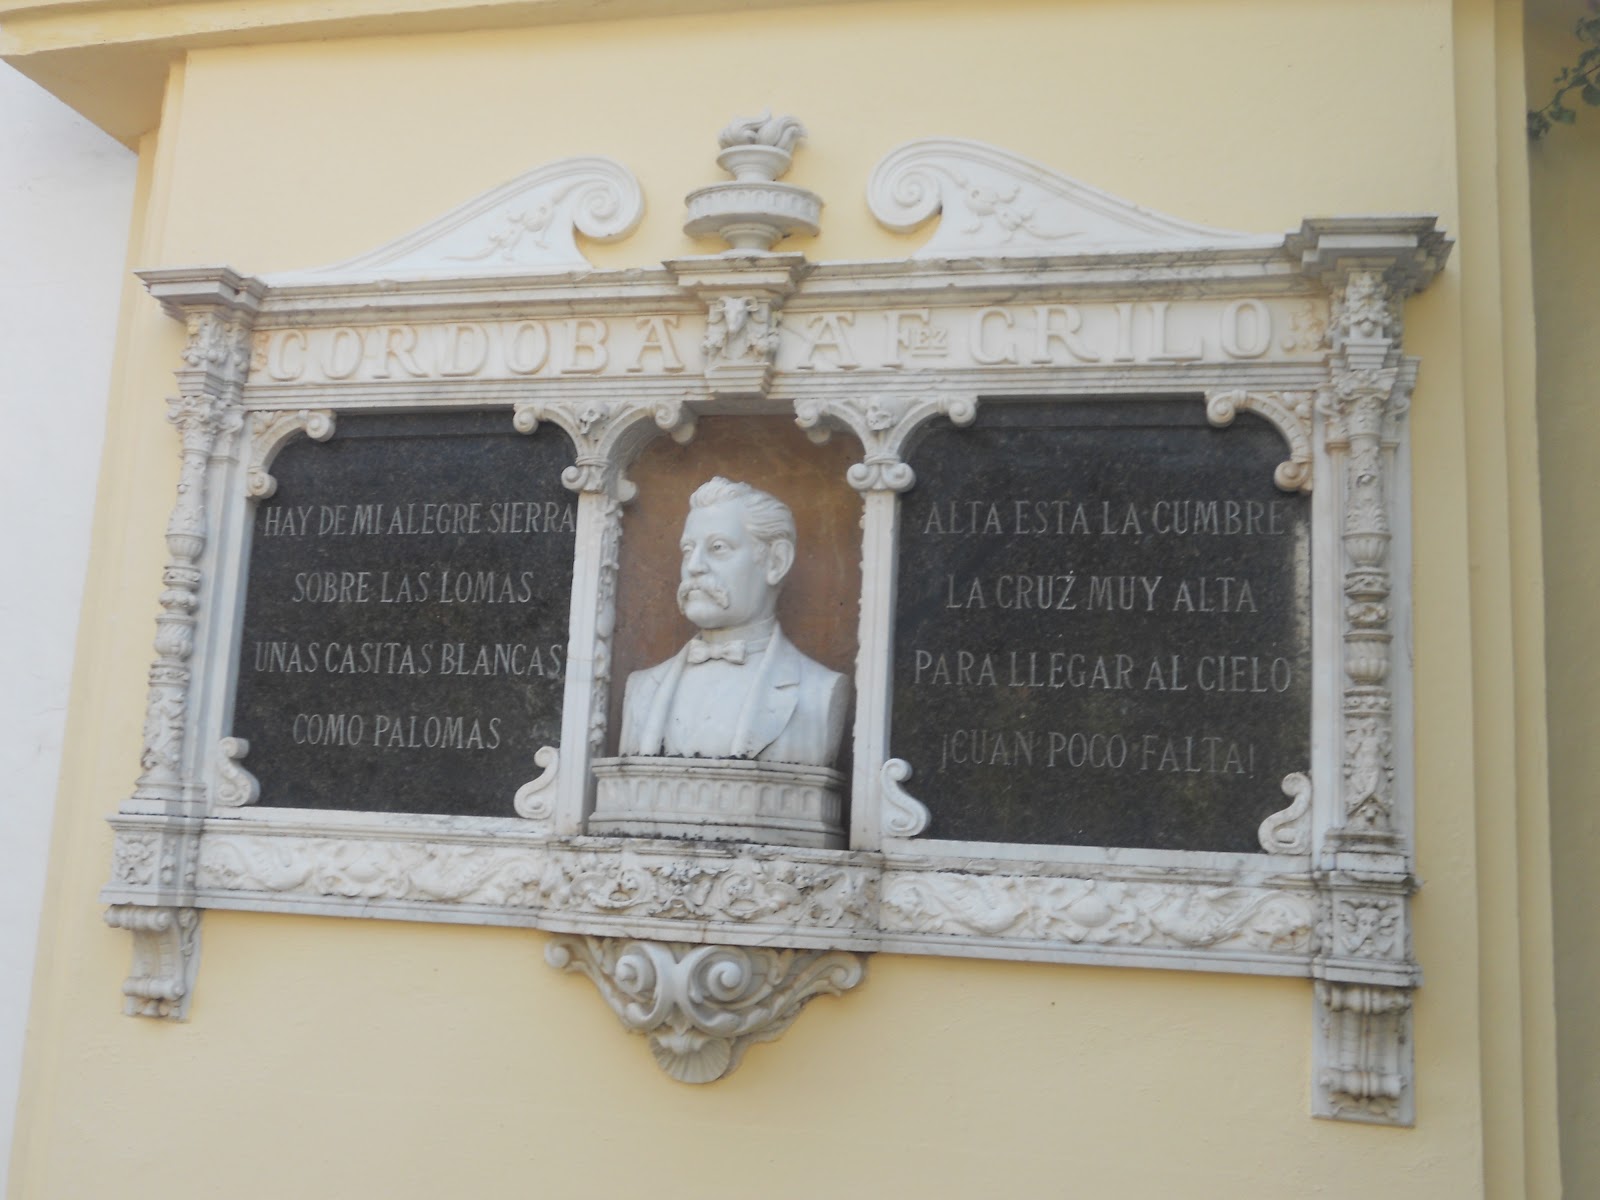 CORDOBA A FEZ GRILO
HAY DE MI ALEGRE SIERRA
SOBRE LAS LOMAS
UNAS CASITAS BLANCAS
COMO PALOMAS
ALTA ESTA LA CUMBRE
LA CRUZ MUY ALTA
PARA LLEGAR AL CIELO
¡CUAN POCO FALTA!